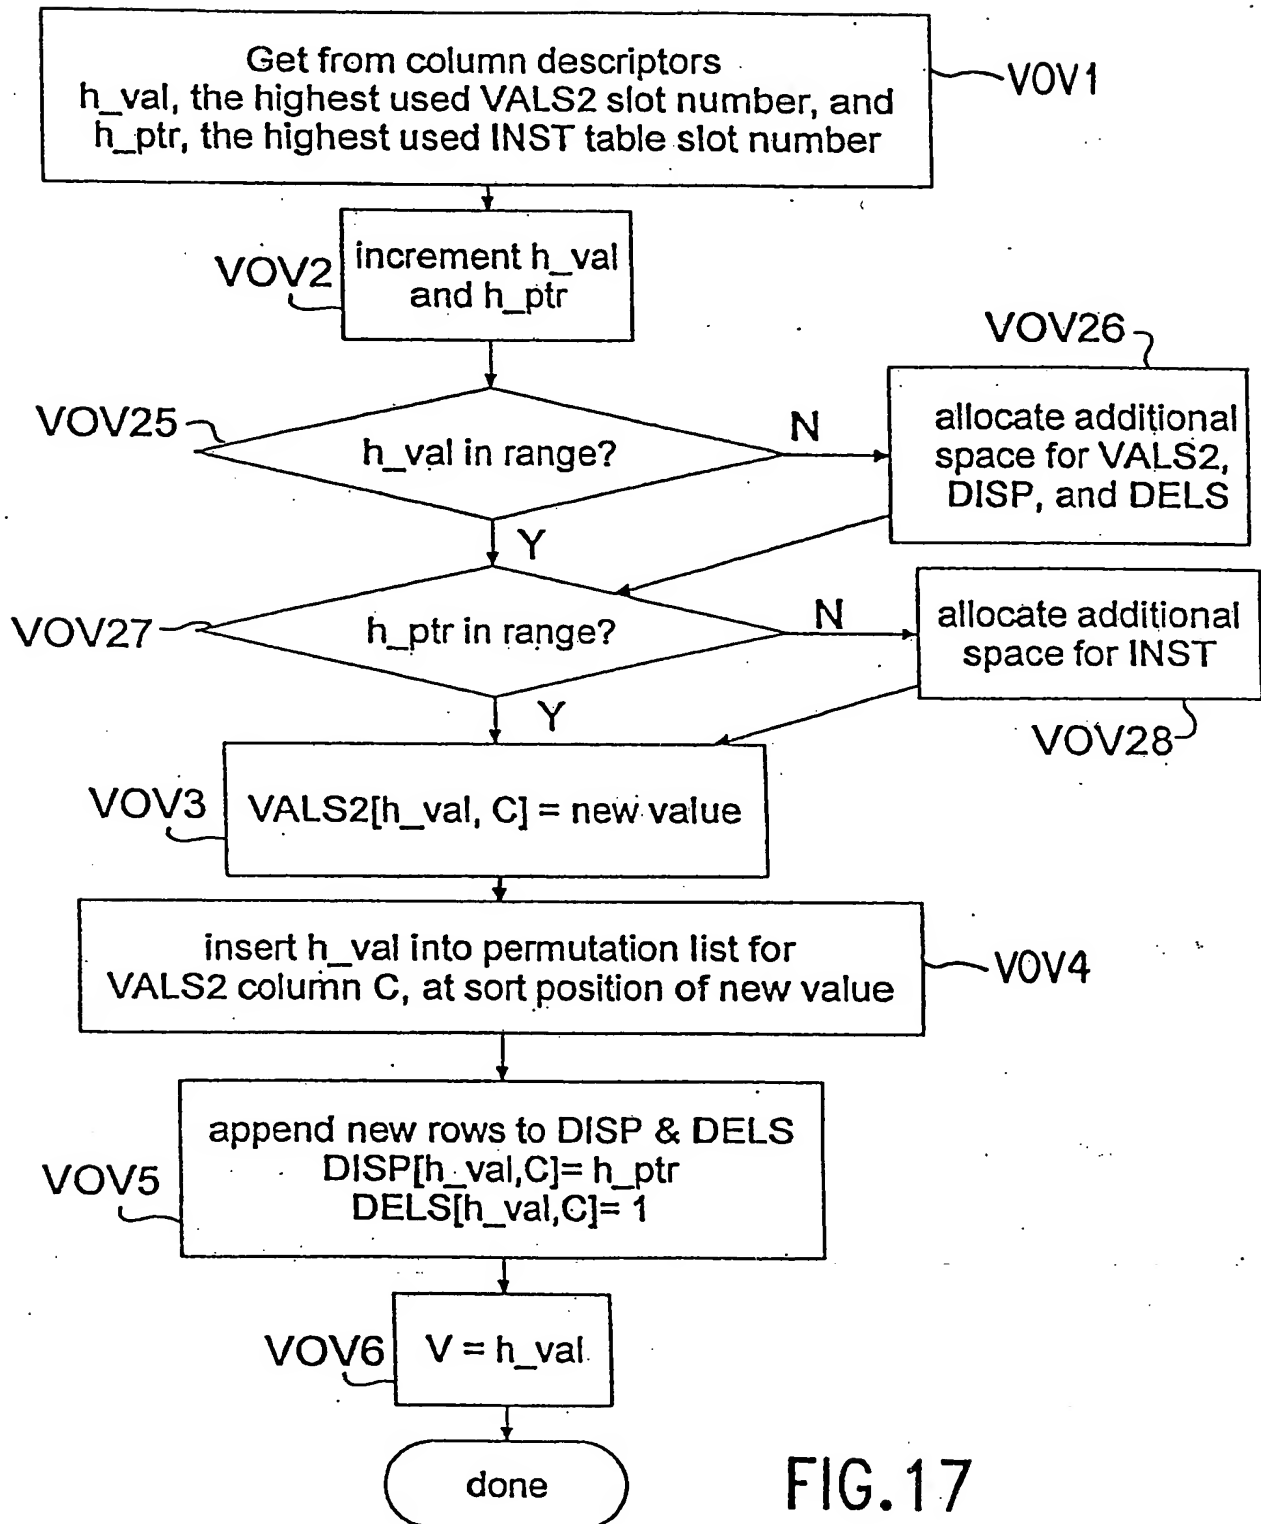 Get from column descriptors
h_val, the highest used VALS2 slot number, and
h_ptr, the highest used INST table slot number
VOV1
increment h_val
and h_ptr
VOV2
VOV26
VOV25
h_val in range?
N
allocate additional
space for VALS2,
DISP, and DELS
Y
VOV27
h_ptr in range?
N
allocate additional
space for INST
Y
VOV28
VOV3
VALS2[h_val, C] = new value
insert h_val into permutation list for
VALS2 column C, at sort position of new value
VOV4
append new rows to DISP & DELS
DISP[h_val,C]= h_ptr
DELS[h_val,C]= 1
VOV5
VOV6
V = h_val
done
FIG.17